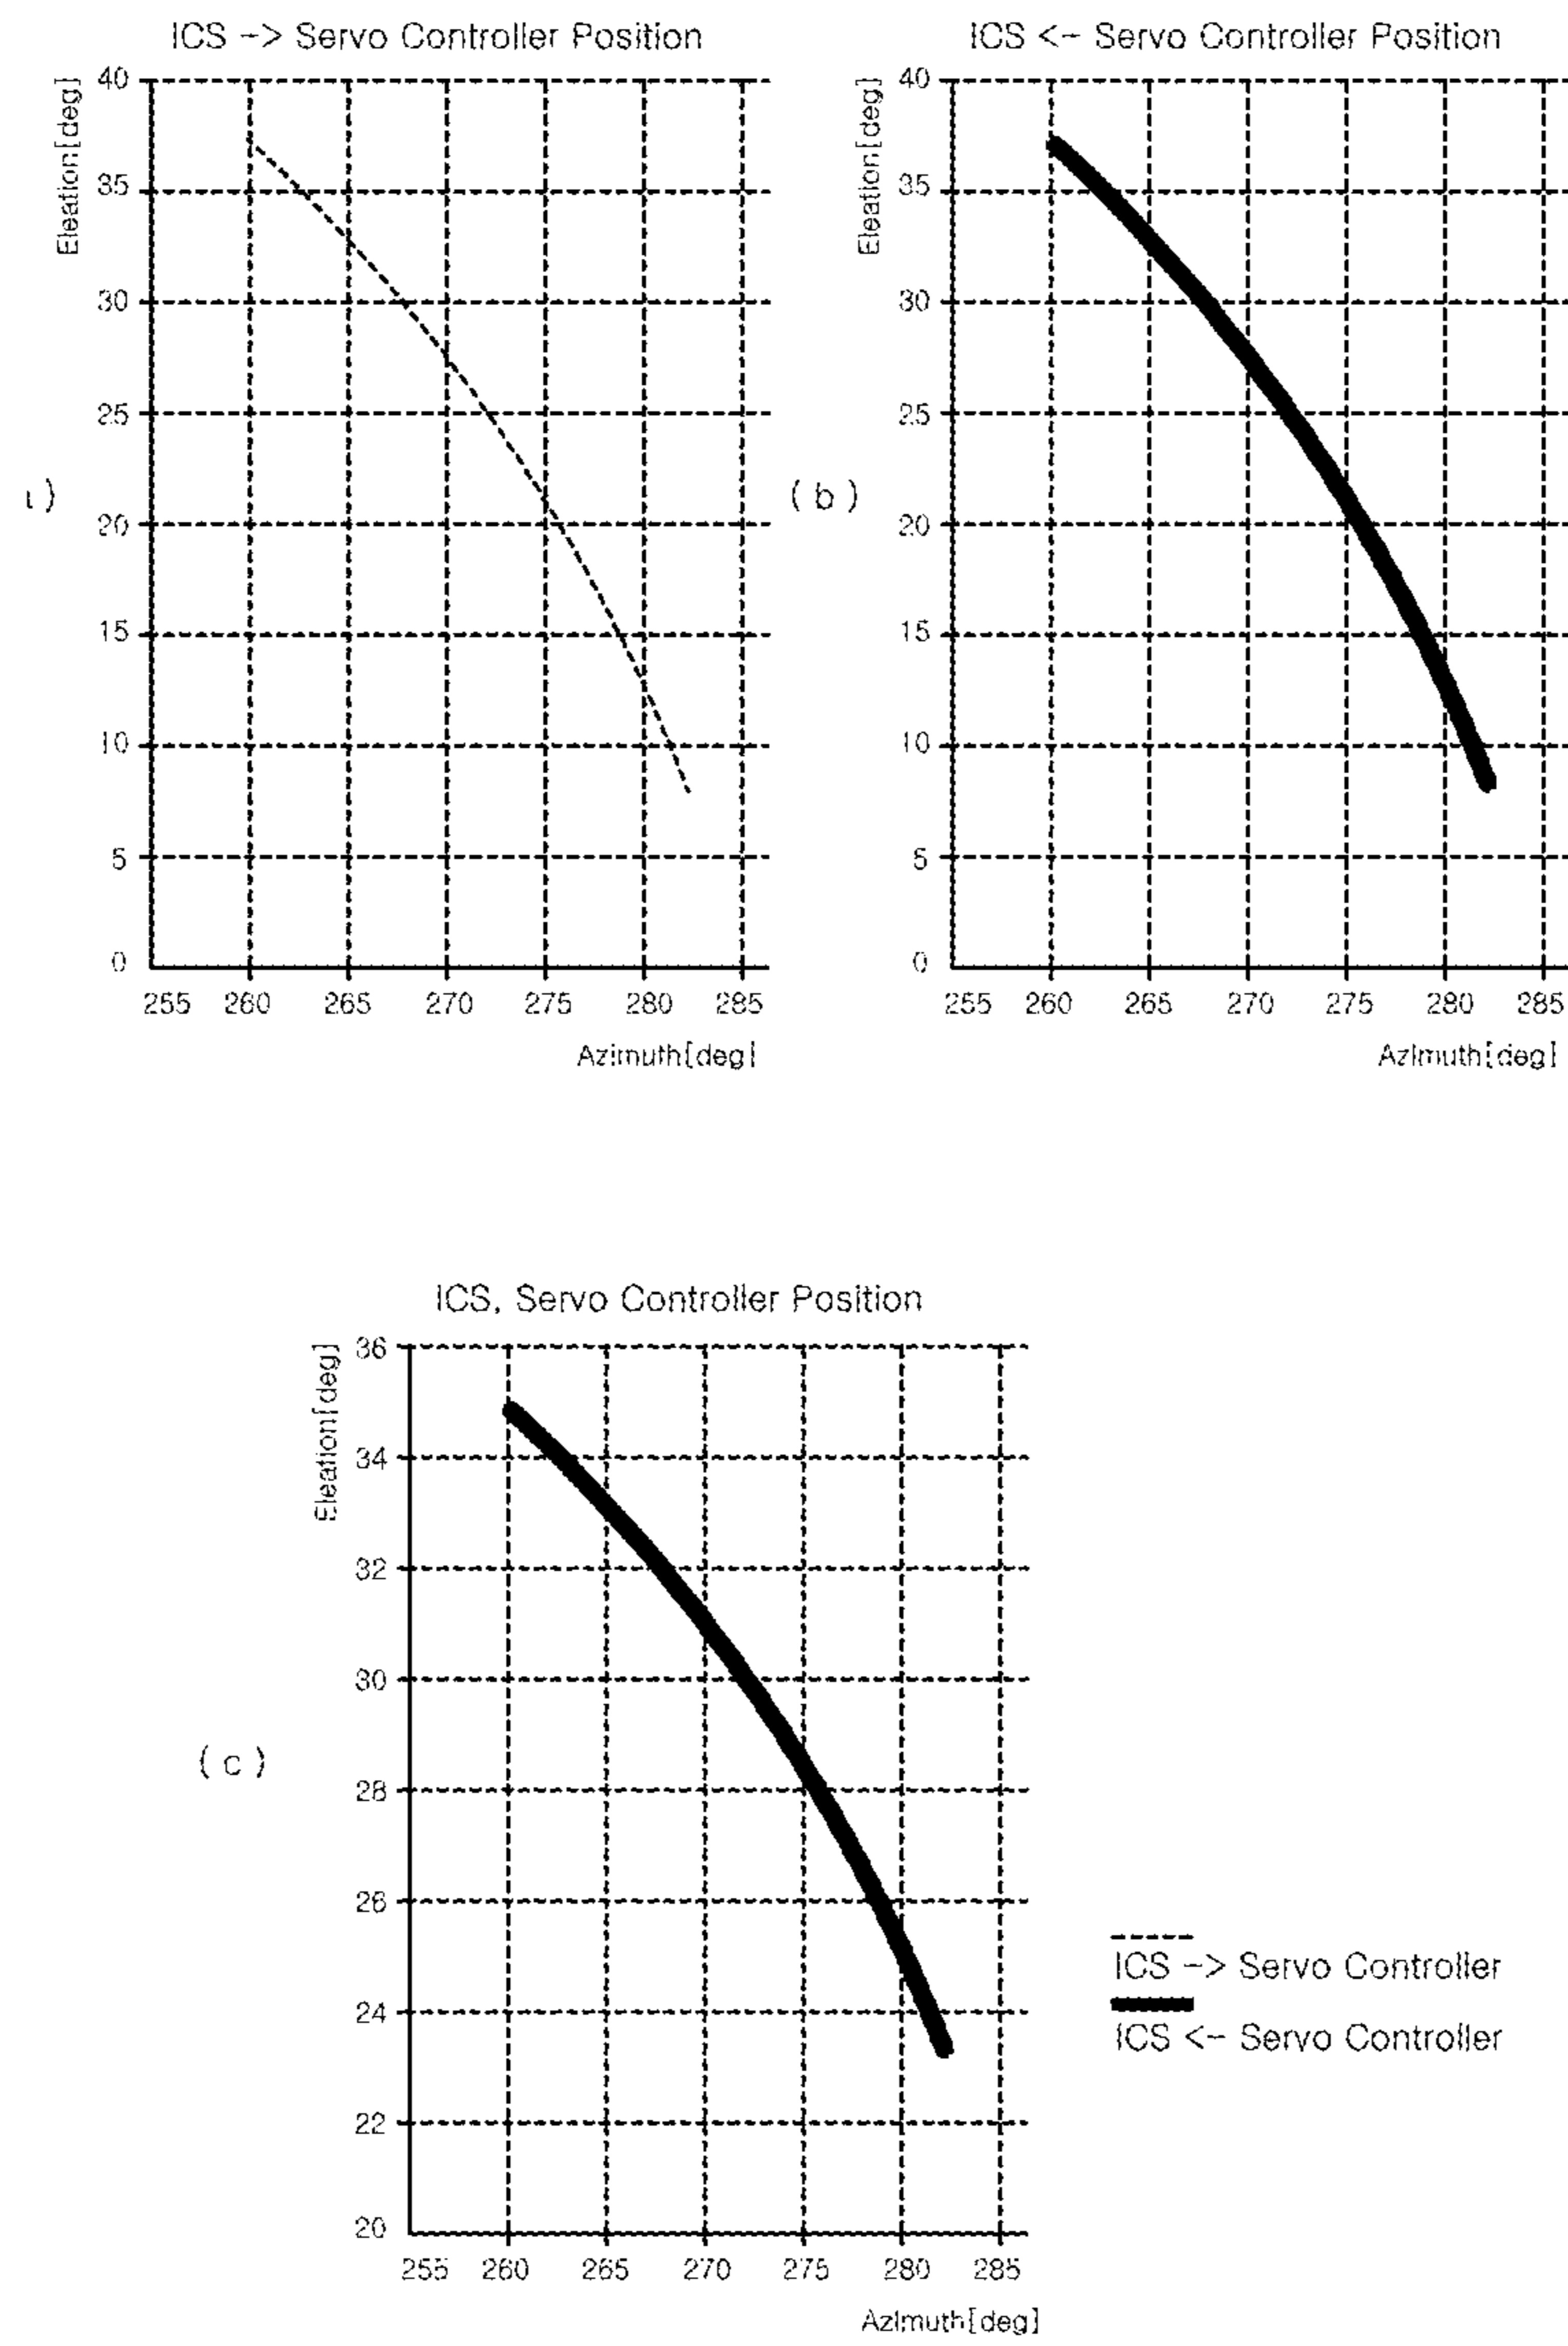 ICS -> Servo Controller Position
Eleation[deg]
40
35
30
25
20
15
10
5
0
255 260 265 270 275 280 285
Azimuth[deg]
ICS <- Servo Controller Position
(b)
Eleation[deg]
40
35
30
25
20
15
10
5
0
255 260 265 270 275 280 285
Azimuth[deg]
ICS, Servo Controller Position
(c)
Eleation[deg]
36
34
32
30
28
26
24
22
20
255 260 265 270 275 280 285
Azimuth[deg]
ICS -> Servo Controller
ICS <- Servo Controller